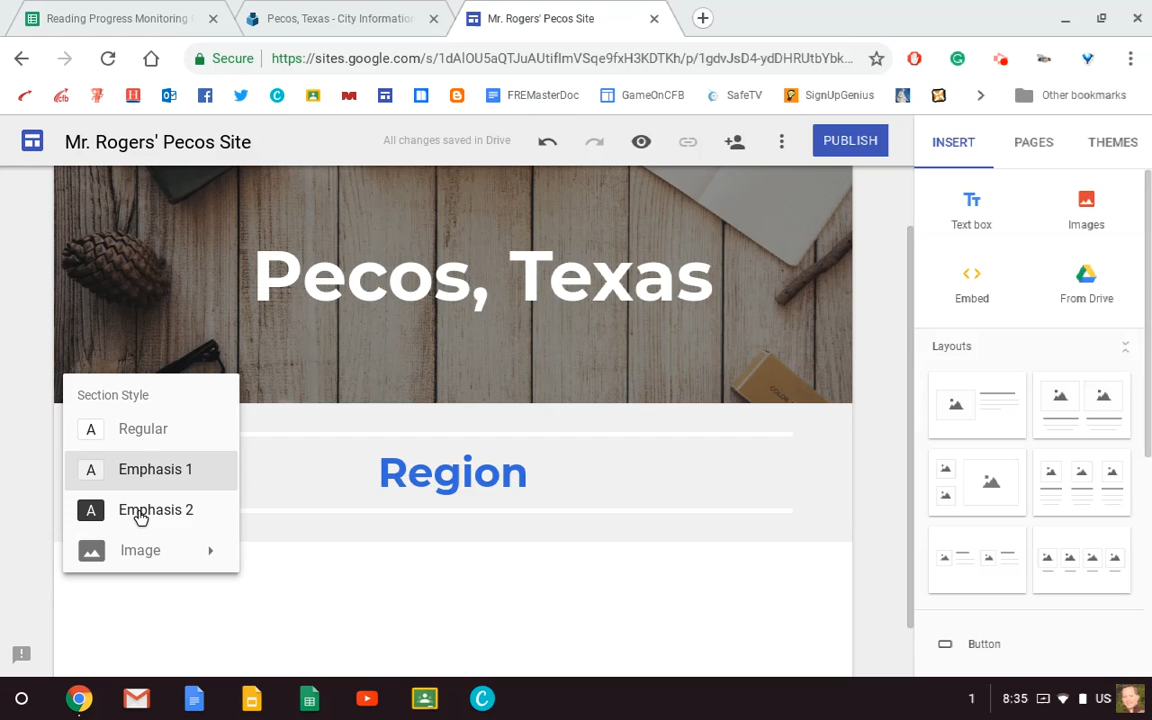 Reading Progress Monitoring
Pecos, Texas - City Information
Mr. Rogers' Pecos Site
Secure
https://sites.google.com/s/1dAlOU5aQTJuAUtifImVSqe9fxH3KDTKh/p/1gdvJsD4-ydDHRUtbYbk...
FREMasterDoc
GameOnCFB
SafeTV
SignUpGenius
Other bookmarks
Mr. Rogers' Pecos Site
All changes saved in Drive
PUBLISH
INSERT
PAGES
THEMES
Pecos, Texas
Text box
Images
Embed
From Drive
Layouts
Section Style
A Regular
A Emphasis 1
A Emphasis 2
Image
Region
Button
1
8:35
US